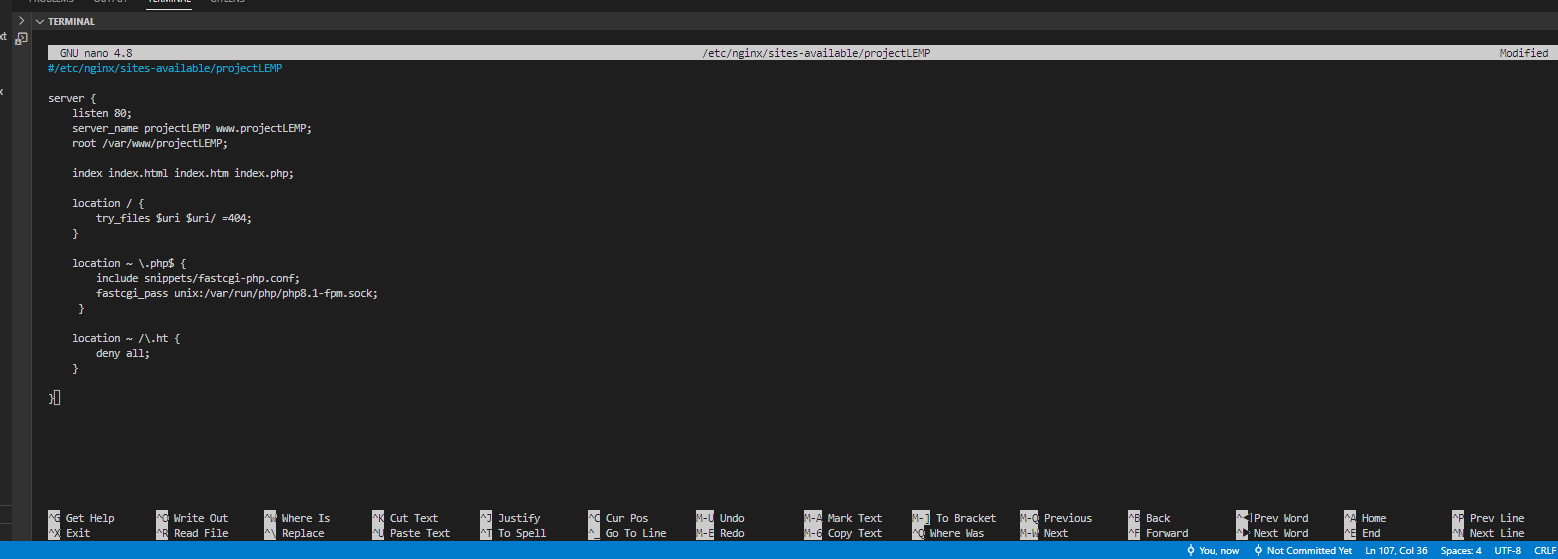 PROBLEMS OUTPUT TERMINAL GITLENS
TERMINAL
xt
x
GNU nano 4.8 /etc/nginx/sites-available/projectLEMP Modified
#/etc/nginx/sites-available/projectLEMP
server {
listen 80;
server_name projectLEMP www.projectLEMP;
root /var/www/projectLEMP;
index index.html index.htm index.php;
location / {
try_files $uri $uri/ =404;
}
location ~ \.php$ {
include snippets/fastcgi-php.conf;
fastcgi_pass unix:/var/run/php/php8.1-fpm.sock;
}
location ~ /\.ht {
deny all;
}
}
^G Get Help ^O Write Out ^W Where Is ^K Cut Text ^J Justify ^C Cur Pos M-U Undo M-A Mark Text M-] To Bracket M-Q Previous ^B Back ^◄ Prev Word ^A Home ^P Prev Line
^X Exit ^R Read File ^\ Replace ^U Paste Text ^T To Spell ^_ Go To Line M-E Redo M-6 Copy Text ^Q Where Was M-W Next ^F Forward ^► Next Word ^E End ^N Next Line
You, now Not Committed Yet Ln 107, Col 36 Spaces: 4 UTF-8 CRLF